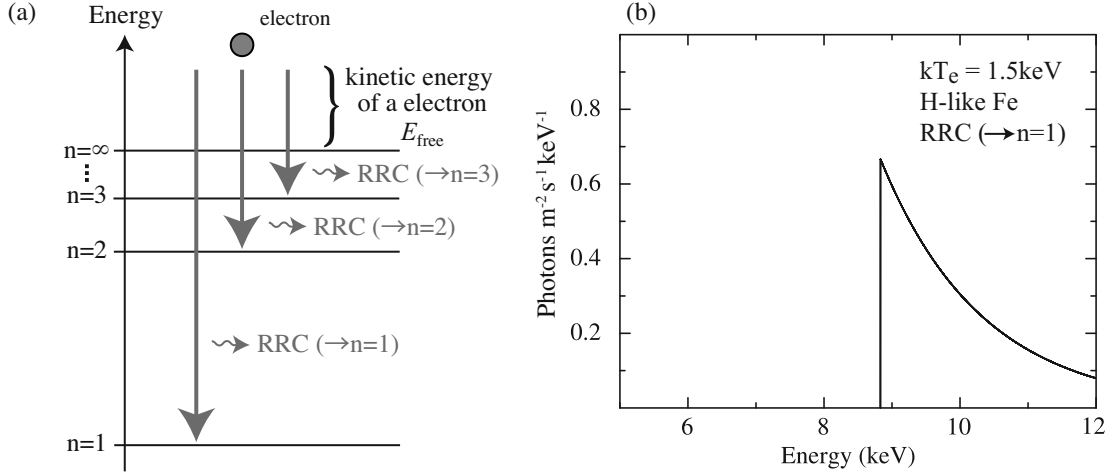 (a)
Energy
electron
kinetic energy
of a electron
E_free
n=∞
n=3
RRC (→n=3)
RRC (→n=2)
n=2
RRC (→n=1)
n=1
(b)
Photons m⁻² s⁻¹ keV⁻¹
0.8
0.6
0.4
0.2
kT_e = 1.5keV
H-like Fe
RRC (→n=1)
6
8
10
12
Energy (keV)